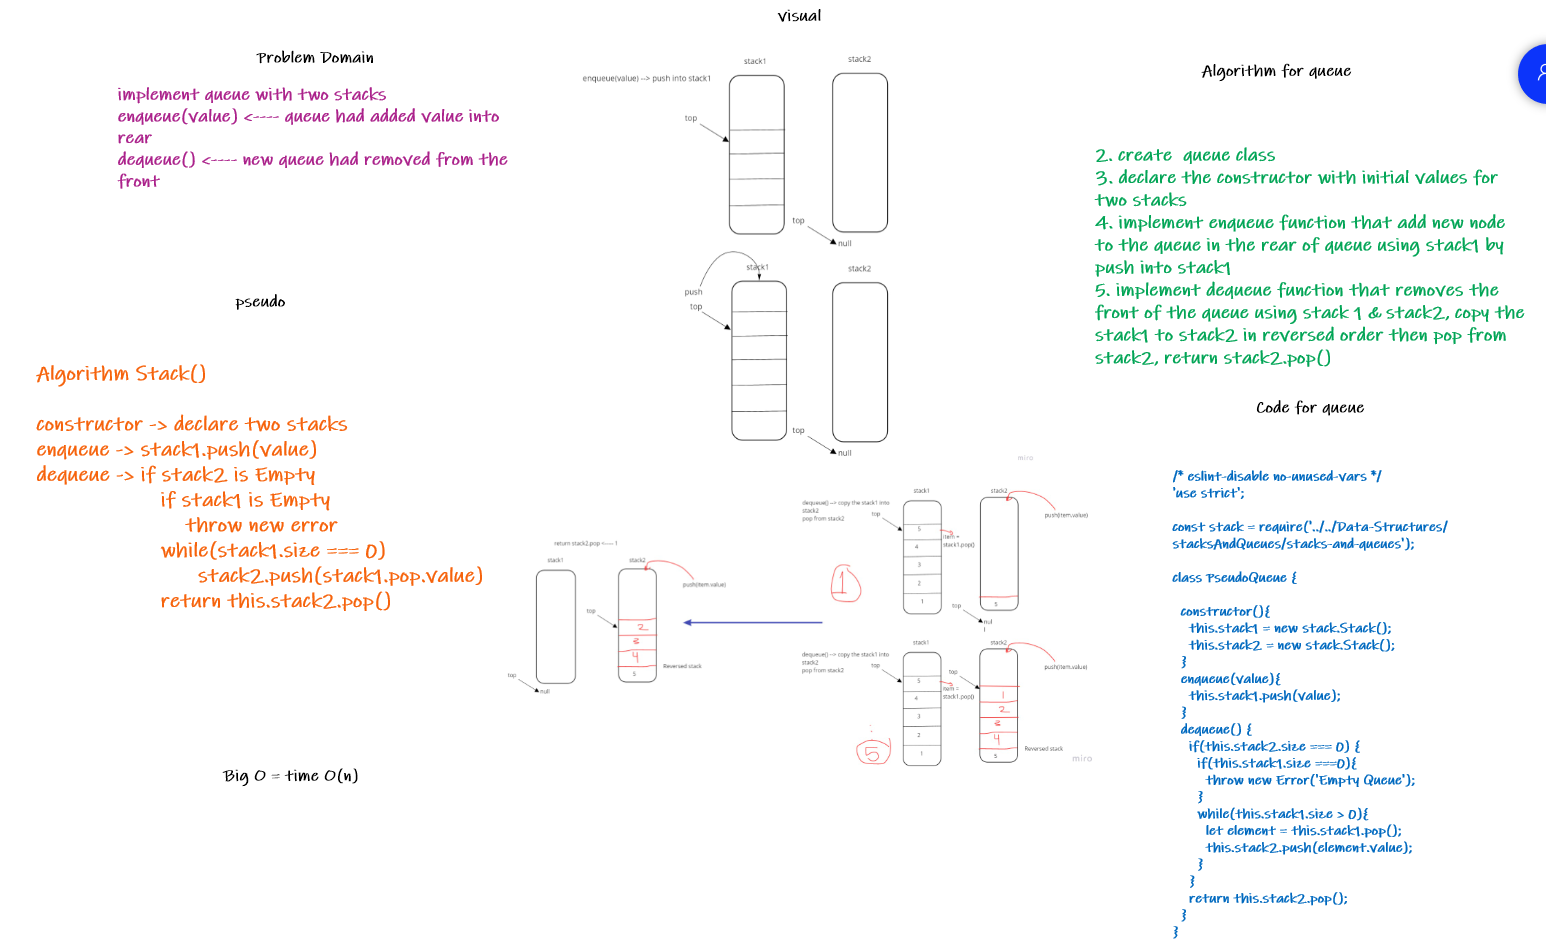 visual
Problem Domain
implement queue with two stacks
enqueue(value) <---- queue had added value into
rear
dequeue() <---- new queue had removed from the
front
pseudo
Algorithm Stack()
constructor -> declare two stacks
enqueue -> stack1.push(value)
dequeue -> if stack2 is Empty
if stack1 is Empty
throw new error
while(stack1.size === 0)
stack2.push(stack1.pop.value)
return this.stack2.pop()
Big O = time O(n)
stack1
stack2
enqueue(value) --> push into stack1
top
top
null
stack1
stack2
push
top
top
null
miro
stack1
stack2
dequeue() --> copy the stack1 into
stack2
pop from stack2
top
push(item.value)
item =
stack1.pop()
5
4
3
2
1
5
top
nul
l
1
stack1
stack2
dequeue() --> copy the stack1 into
stack2
pop from stack2
top
top
push(item.value)
item =
stack1.pop()
5
4
3
2
1
1
2
3
4
5
Reversed stack
5
miro
return stack2.pop <---- 1
stack1
stack2
push(item.value)
top
2
3
4
5
Reversed stack
top
null
Algorithm for queue
2. create queue class
3. declare the constructor with initial values for
two stacks
4. implement enqueue function that add new node
to the queue in the rear of queue using stack1 by
push into stack1
5. implement dequeue function that removes the
front of the queue using stack 1 & stack2, copy the
stack1 to stack2 in reversed order then pop from
stack2, return stack2.pop()
Code for queue
/* eslint-disable no-unused-vars */
'use strict';
const stack = require('../../Data-Structures/
stacksAndQueues/stacks-and-queues');
class PseudoQueue {
constructor(){
this.stack1 = new stack.Stack();
this.stack2 = new stack.Stack();
}
enqueue(value){
this.stack1.push(value);
}
dequeue() {
if(this.stack2.size === 0) {
if(this.stack1.size ===0){
throw new Error('Empty Queue');
}
while(this.stack1.size > 0){
let element = this.stack1.pop();
this.stack2.push(element.value);
}
}
return this.stack2.pop();
}
}